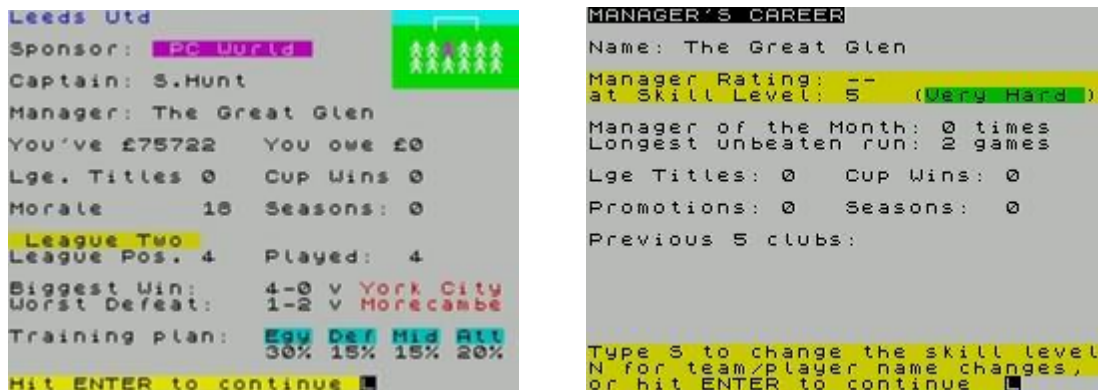 Leeds Utd
Sponsor: PC World
Captain: S.Hunt
Manager: The Great Glen
You've £75722 You owe £0
Lge. Titles 0 Cup Wins 0
Morale 18 Seasons: 0
League Two
League Pos. 4 Played: 4
Biggest Win: 4-0 v York City
Worst Defeat: 1-2 v Morecambe
Training plan: Egy Def Mid Att
30% 15% 15% 20%
Hit ENTER to continue
MANAGER'S CAREER
Name: The Great Glen
Manager Rating: --
at Skill Level: 5 (Very Hard )
Manager of the Month: 0 times
Longest unbeaten run: 2 games
Lge Titles: 0 Cup Wins: 0
Promotions: 0 Seasons: 0
Previous 5 clubs:
Type S to change the skill level
N for team/player name changes,
or hit ENTER to continue L